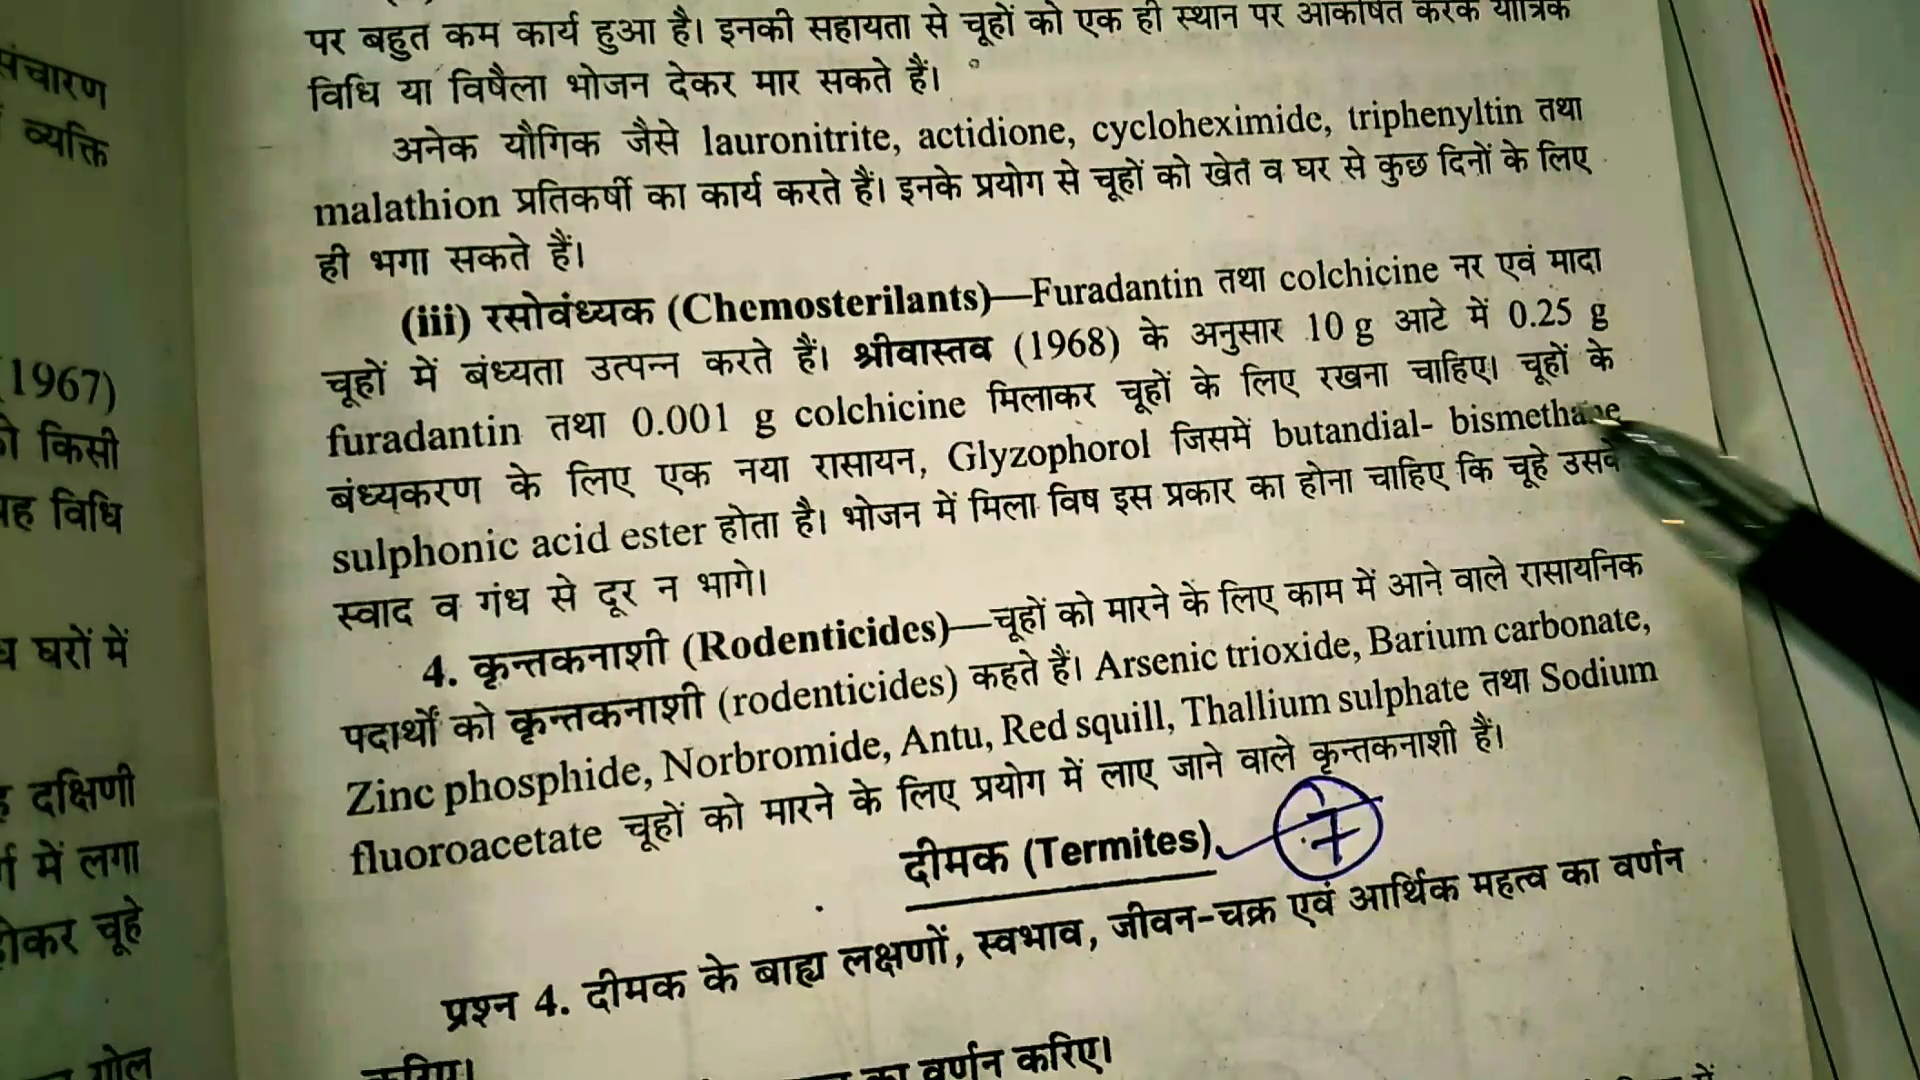 संचारण
व्यक्ति
1967)
किसी
विधि
घरों में
दक्षिणी
में लगा
चूहे
गोल
पर बहुत कम कार्य हुआ है। इनकी सहायता से चूहों को एक ही स्थान पर आकर्षित करके यांत्रिक
विधि या विषैला भोजन देकर मार सकते हैं।
अनेक यौगिक जैसे lauronitrite, actidione, cycloheximide, triphenyltin तथा
malathion प्रतिकर्षी का कार्य करते हैं। इनके प्रयोग से चूहों को खेत व घर से कुछ दिनों के लिए
ही भगा सकते हैं।
(iii) रसोवंध्यक (Chemosterilants)—Furadantin तथा colchicine नर एवं मादा
चूहों में बंध्यता उत्पन्न करते हैं। श्रीवास्तव (1968) के अनुसार 10 g आटे में 0.25 g
furadantin तथा 0.001 g colchicine मिलाकर चूहों के लिए रखना चाहिए। चूहों के
बंध्यकरण के लिए एक नया रासायन, Glyzophorol जिसमें butandial- bismethane
sulphonic acid ester होता है। भोजन में मिला विष इस प्रकार का होना चाहिए कि चूहे उसके
स्वाद व गंध से दूर न भागे।
4. कृन्तकनाशी (Rodenticides)—चूहों को मारने के लिए काम में आने वाले रासायनिक
पदार्थों को कृन्तकनाशी (rodenticides) कहते हैं। Arsenic trioxide, Barium carbonate,
Zinc phosphide, Norbromide, Antu, Red squill, Thallium sulphate तथा Sodium
fluoroacetate चूहों को मारने के लिए प्रयोग में लाए जाने वाले कृन्तकनाशी हैं।
दीमक (Termites) 7
प्रश्न 4. दीमक के बाह्य लक्षणों, स्वभाव, जीवन-चक्र एवं आर्थिक महत्व का वर्णन
करिए।
का वर्णन करिए।
में